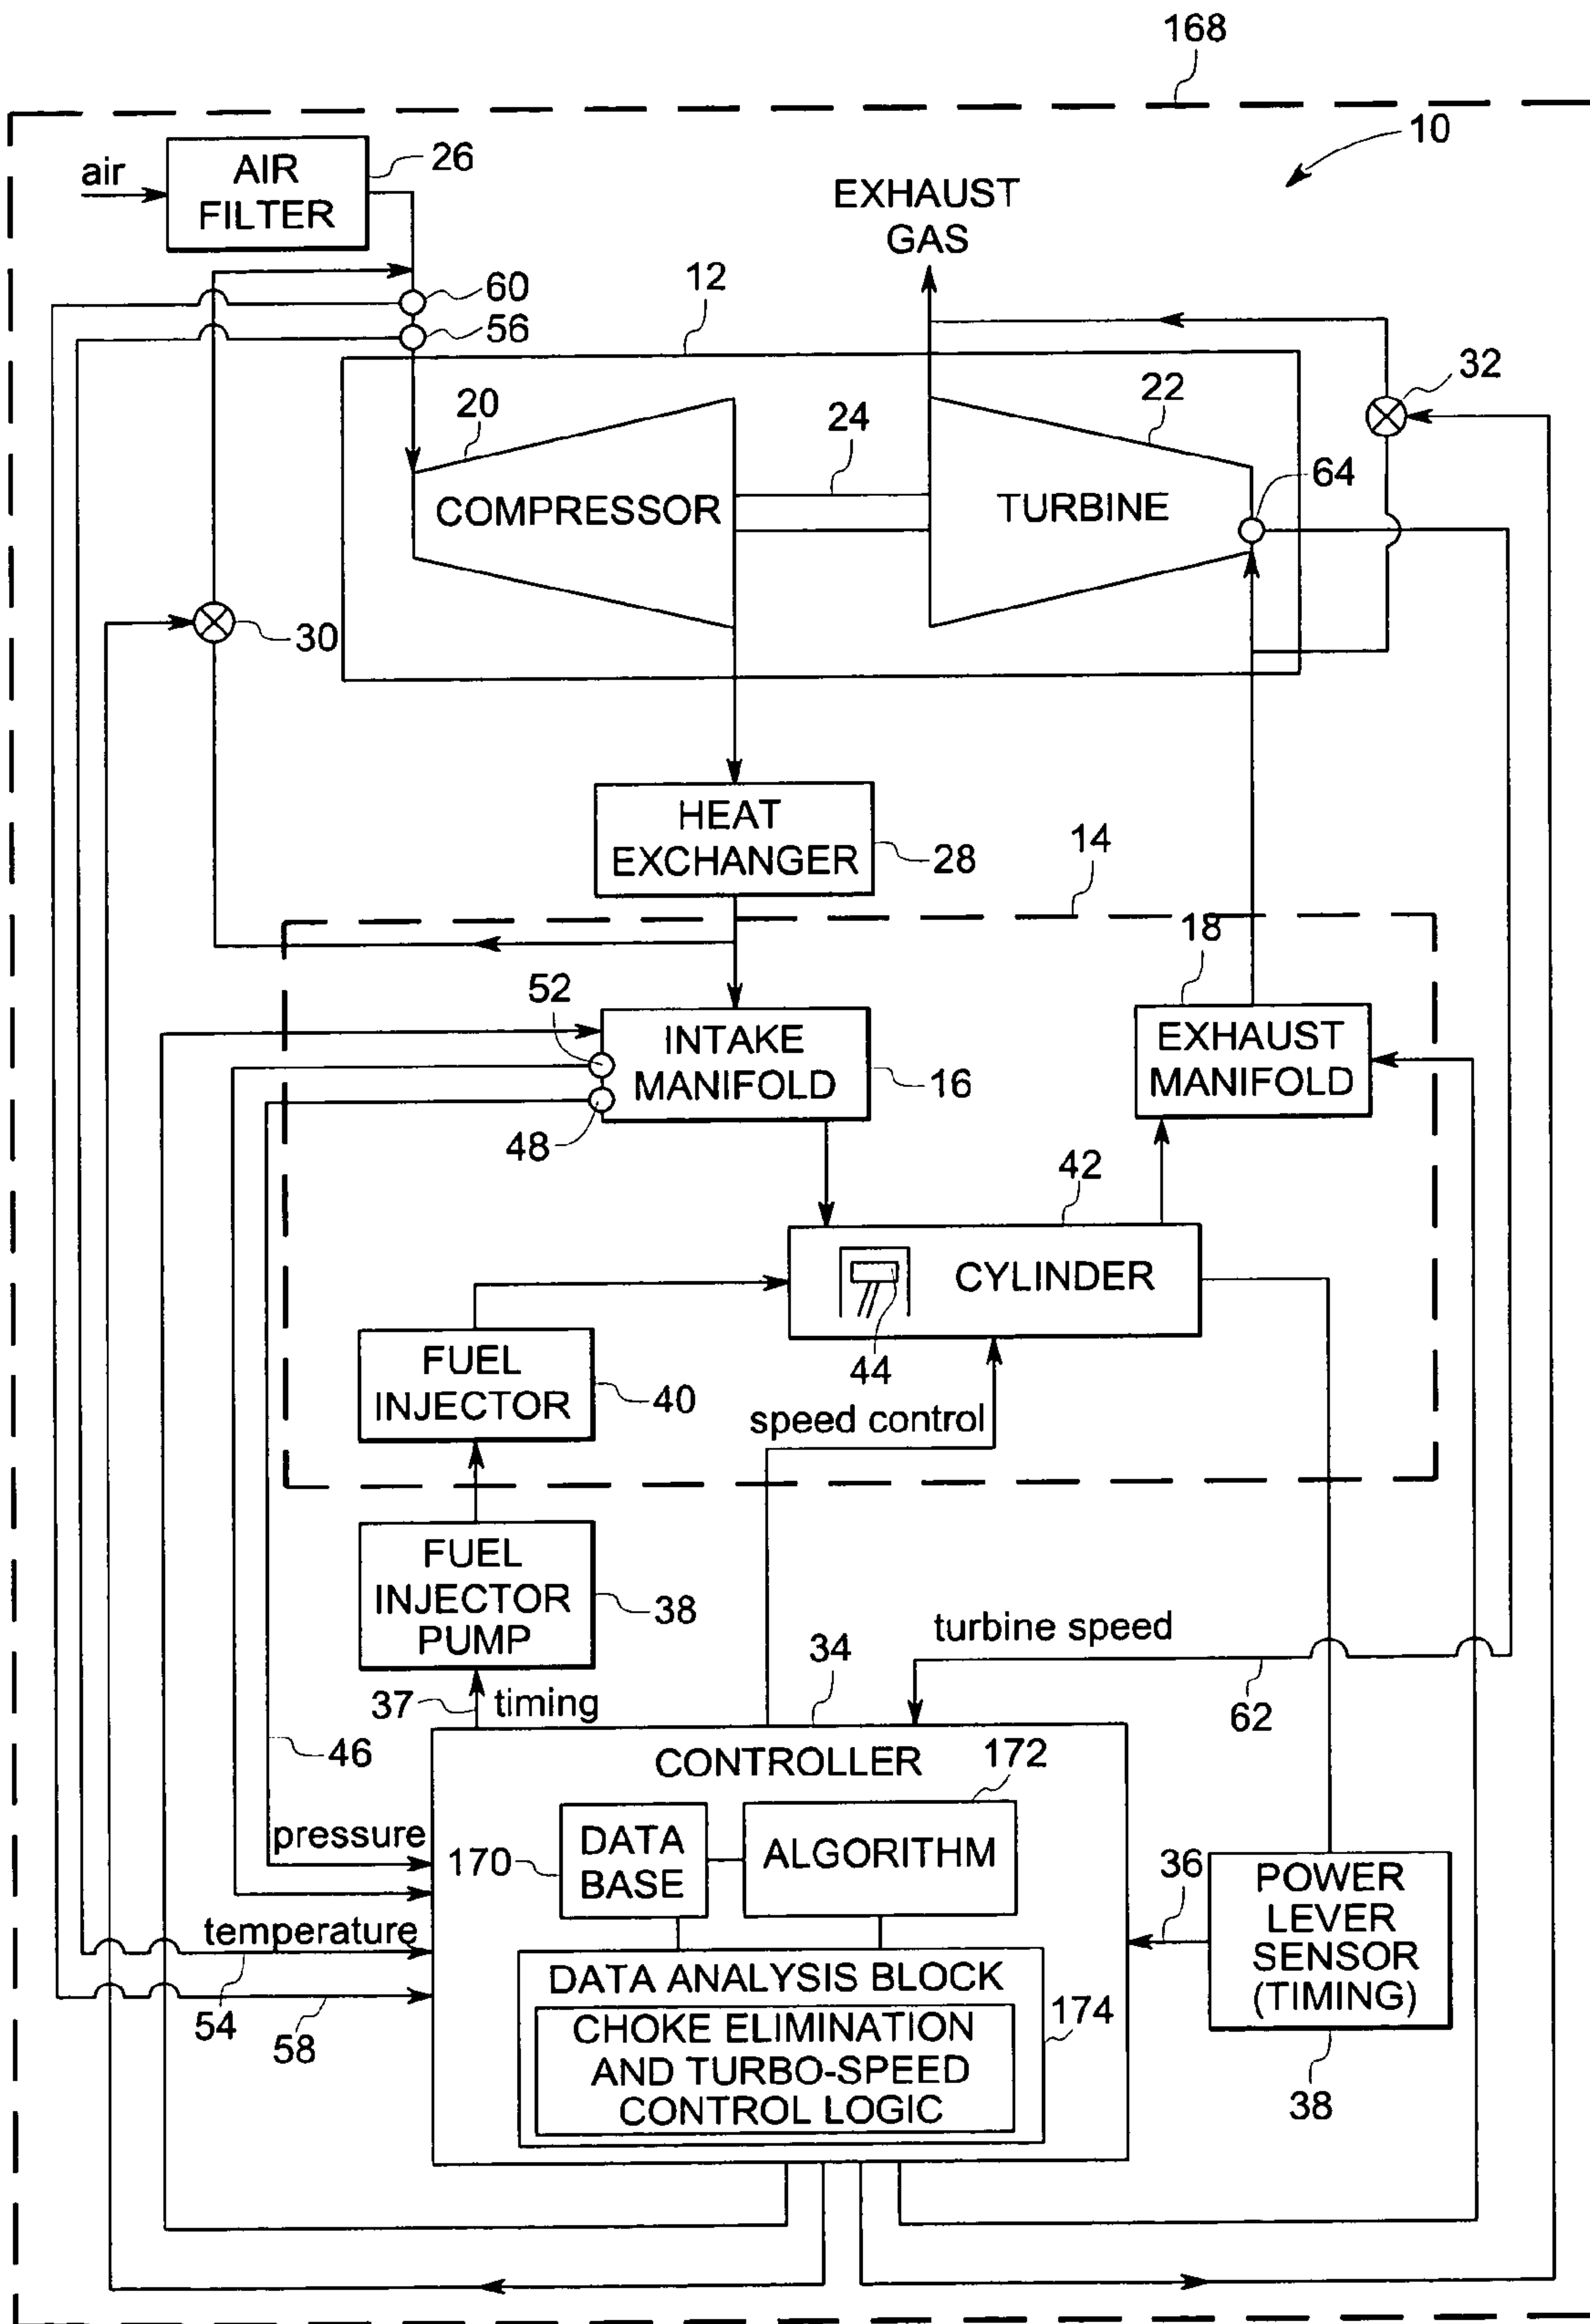 168
10
air
AIR
FILTER
26
EXHAUST
GAS
60
56
12
32
20
24
22
64
COMPRESSOR
TURBINE
30
HEAT
EXCHANGER
28
14
18
52
INTAKE
MANIFOLD
16
EXHAUST
MANIFOLD
48
42
CYLINDER
44
FUEL
INJECTOR
40
speed control
FUEL
INJECTOR
PUMP
38
turbine speed
34
62
37
timing
46
CONTROLLER
172
pressure
170
DATA
BASE
ALGORITHM
36
POWER
LEVER
SENSOR
(TIMING)
38
temperature
54
58
DATA ANALYSIS BLOCK
174
CHOKE ELIMINATION
AND TURBO-SPEED
CONTROL LOGIC